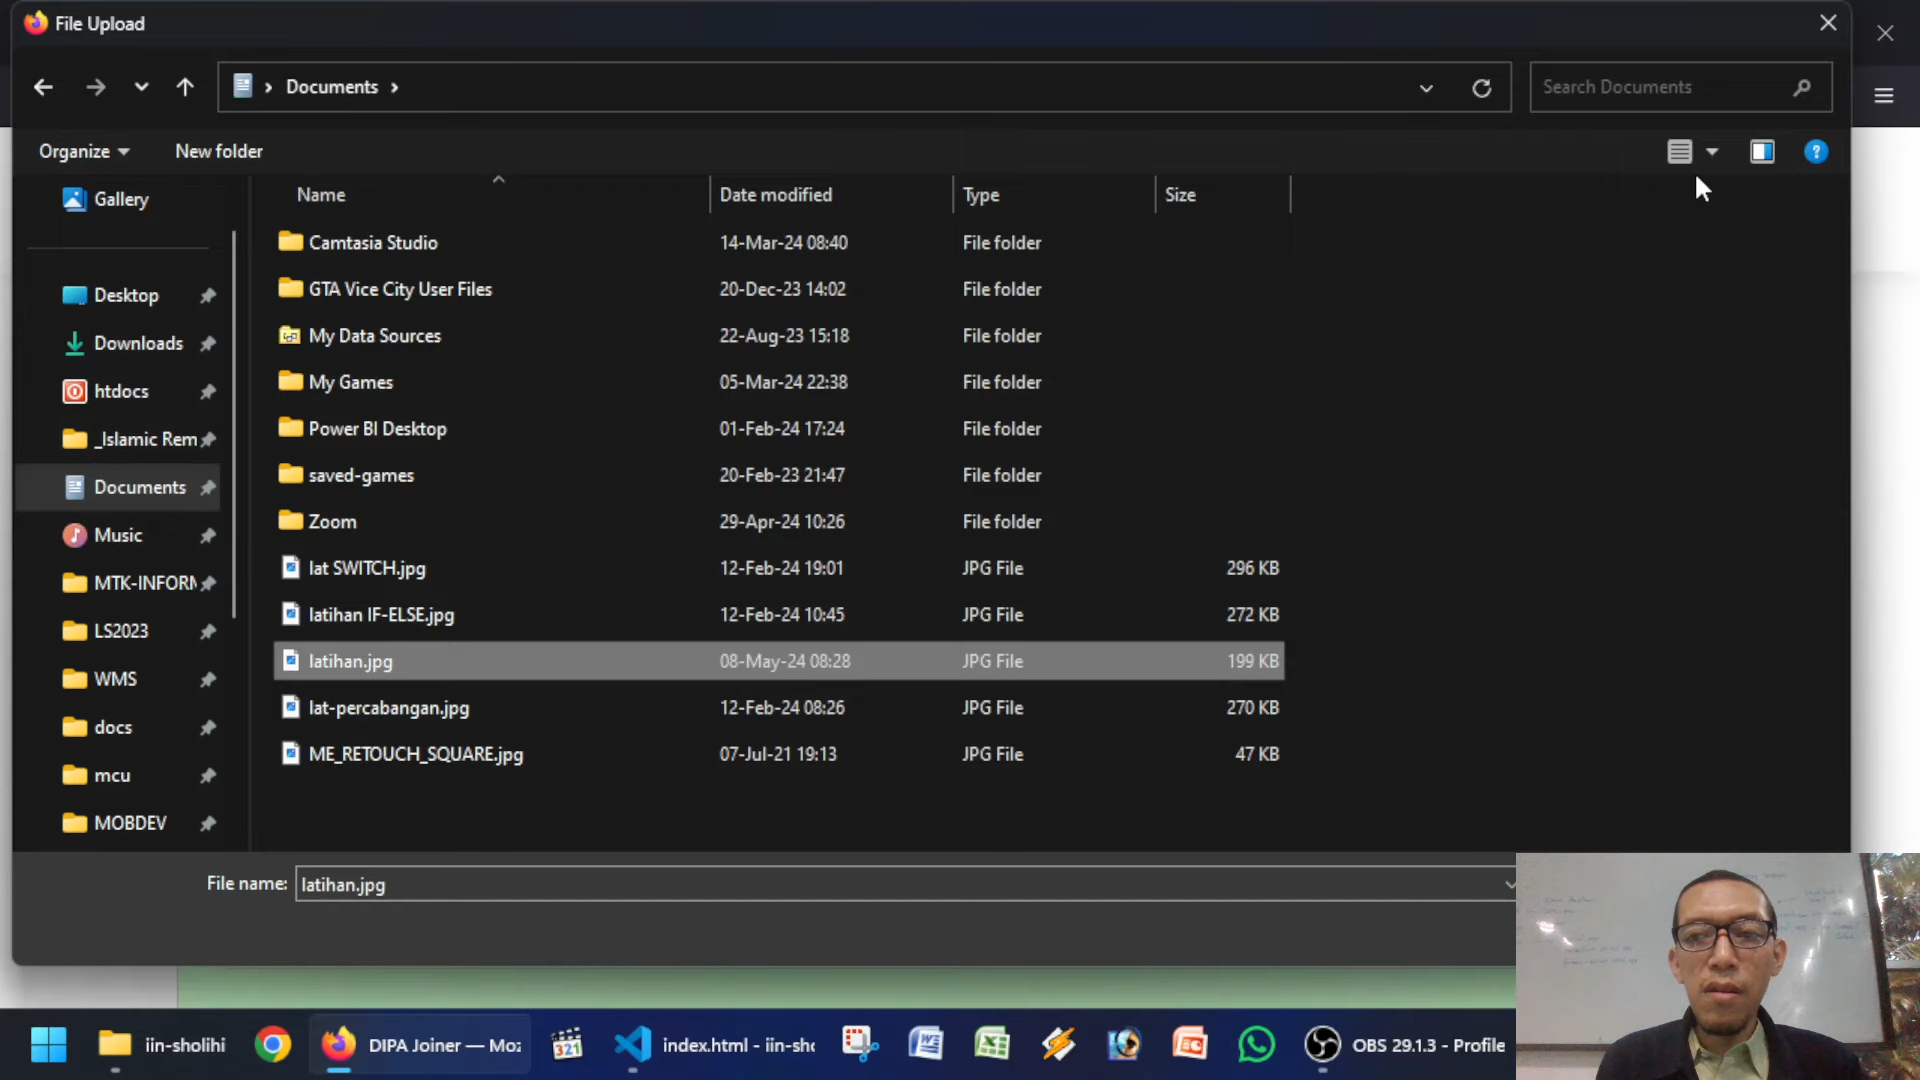 File Upload
Documents
Search Documents
Organize
New folder
Gallery
Name
Date modified
Type
Size
Camtasia Studio
14-Mar-24 08:40
File folder
GTA Vice City User Files
20-Dec-23 14:02
File folder
Desktop
My Data Sources
22-Aug-23 15:18
File folder
Downloads
My Games
05-Mar-24 22:38
File folder
htdocs
Power BI Desktop
01-Feb-24 17:24
File folder
_Islamic Rem
saved-games
20-Feb-23 21:47
File folder
Documents
Zoom
29-Apr-24 10:26
File folder
Music
lat SWITCH.jpg
12-Feb-24 19:01
JPG File
296 KB
MTK-INFORM
latihan IF-ELSE.jpg
12-Feb-24 10:45
JPG File
272 KB
LS2023
latihan.jpg
08-May-24 08:28
JPG File
199 KB
WMS
lat-percabangan.jpg
12-Feb-24 08:26
JPG File
270 KB
docs
ME_RETOUCH_SQUARE.jpg
07-Jul-21 19:13
JPG File
47 KB
mcu
MOBDEV
File name:
latihan.jpg
iin-sholihi
DIPA Joiner — Moz
321
index.html - iin-sho
OBS 29.1.3 - Profile